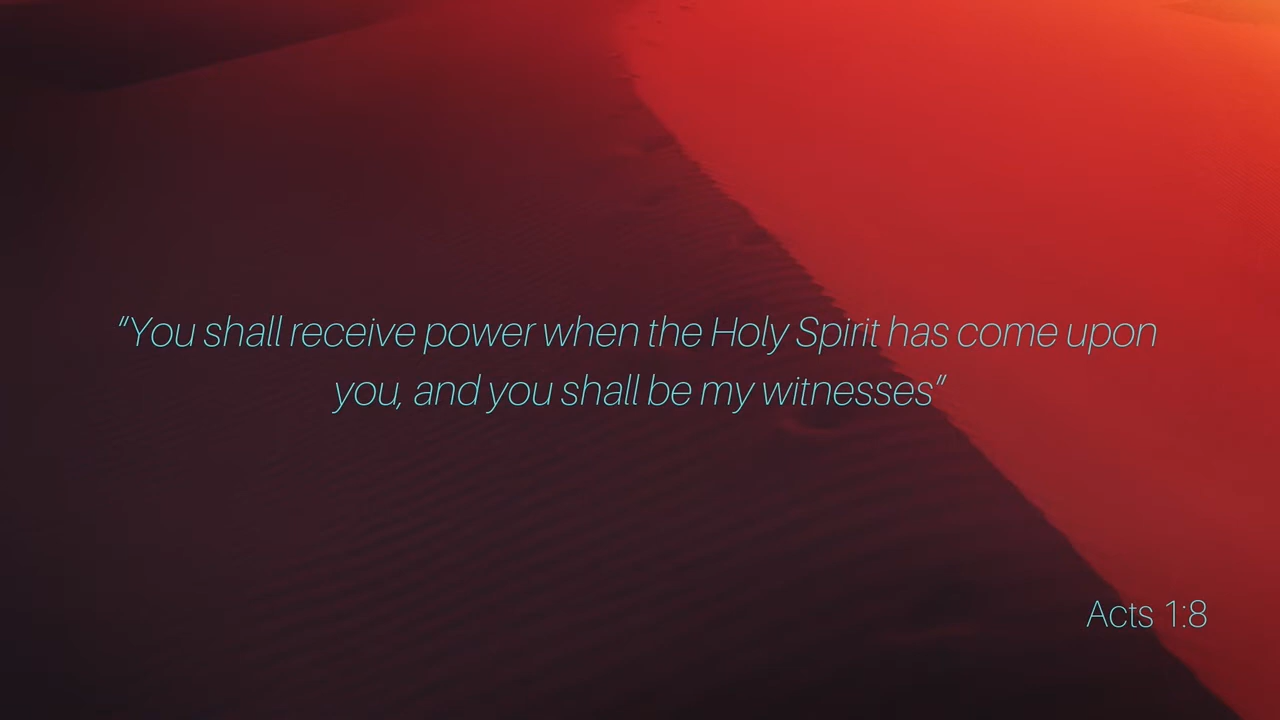 "You shall receive power when the Holy Spirit has come upon
you, and you shall be my witnesses"
Acts 1:8